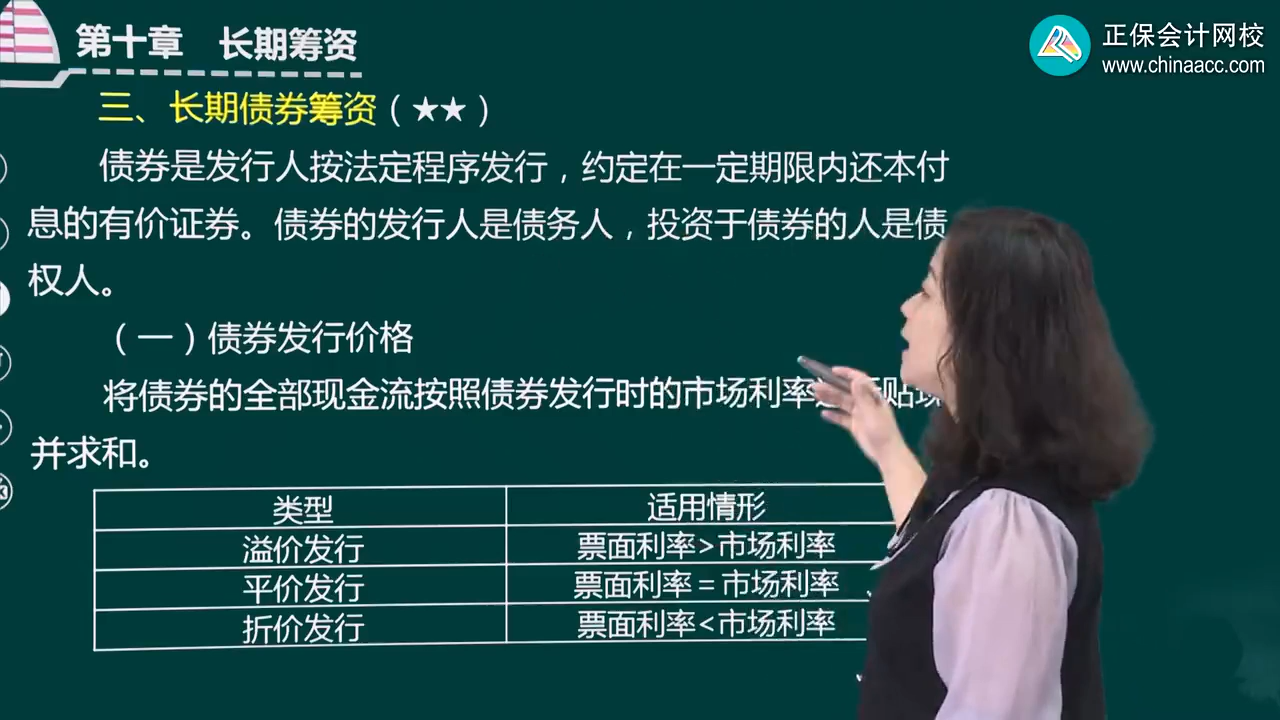 第十章 长期筹资
正保会计网校
www.chinaacc.com
三、长期债券筹资（★★）
债券是发行人按法定程序发行，约定在一定期限内还本付
息的有价证券。债券的发行人是债务人，投资于债券的人是债
权人。
（一）债券发行价格
将债券的全部现金流按照债券发行时的市场利率贴现
并求和。
类型 适用情形
溢价发行 票面利率>市场利率
平价发行 票面利率＝市场利率
折价发行 票面利率<市场利率